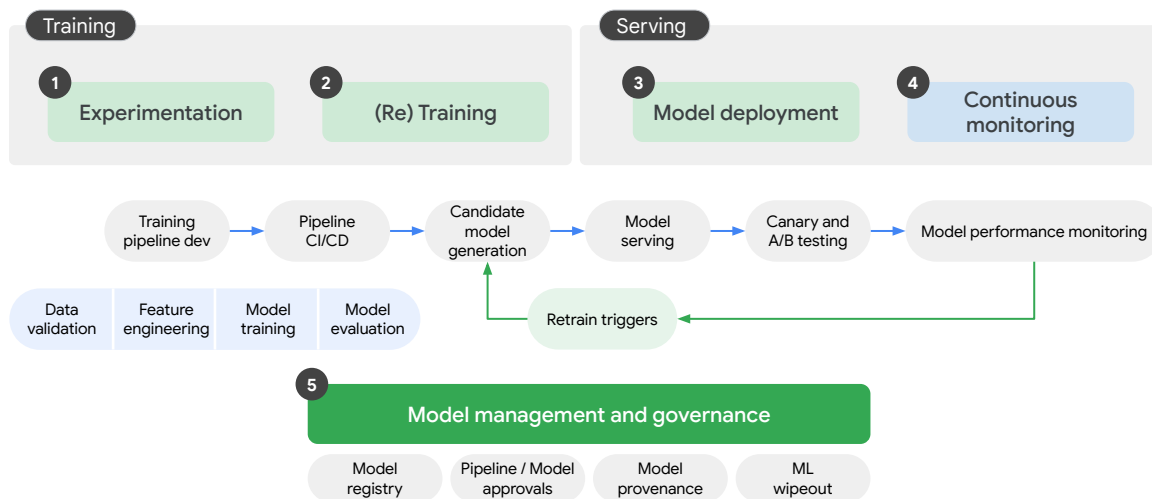 Training
Serving
1
Experimentation
2
(Re) Training
3
Model deployment
4
Continuous
monitoring
Training
pipeline dev
Pipeline
CI/CD
Candidate
model
generation
Model
serving
Canary and
A/B testing
Model performance monitoring
Data
validation
Feature
engineering
Model
training
Model
evaluation
Retrain triggers
5
Model management and governance
Model
registry
Pipeline / Model
approvals
Model
provenance
ML
wipeout